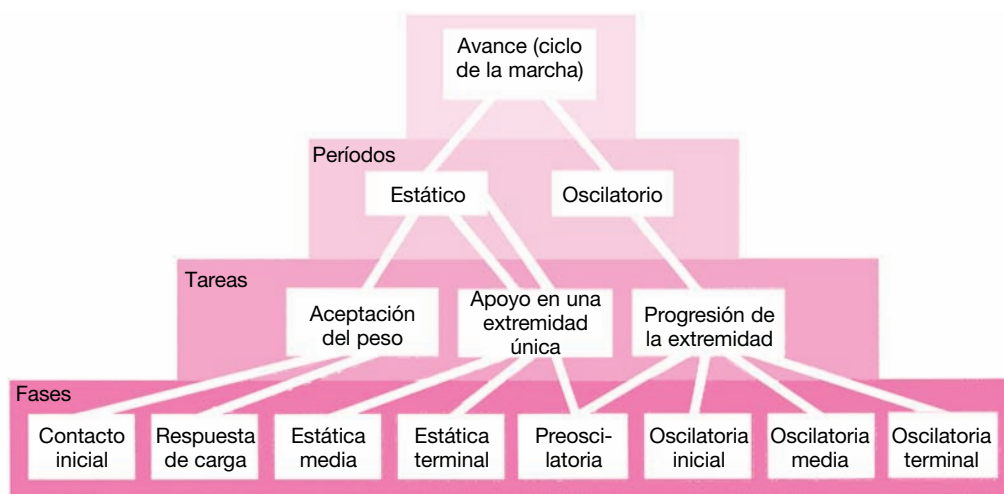 Avance (ciclo
de la marcha)
Períodos
Estático
Oscilatorio
Tareas
Aceptación
del peso
Apoyo en una
extremidad
única
Progresión de
la extremidad
Fases
Contacto
inicial
Respuesta
de carga
Estática
media
Estática
terminal
Preosci-
latoria
Oscilatoria
inicial
Oscilatoria
media
Oscilatoria
terminal